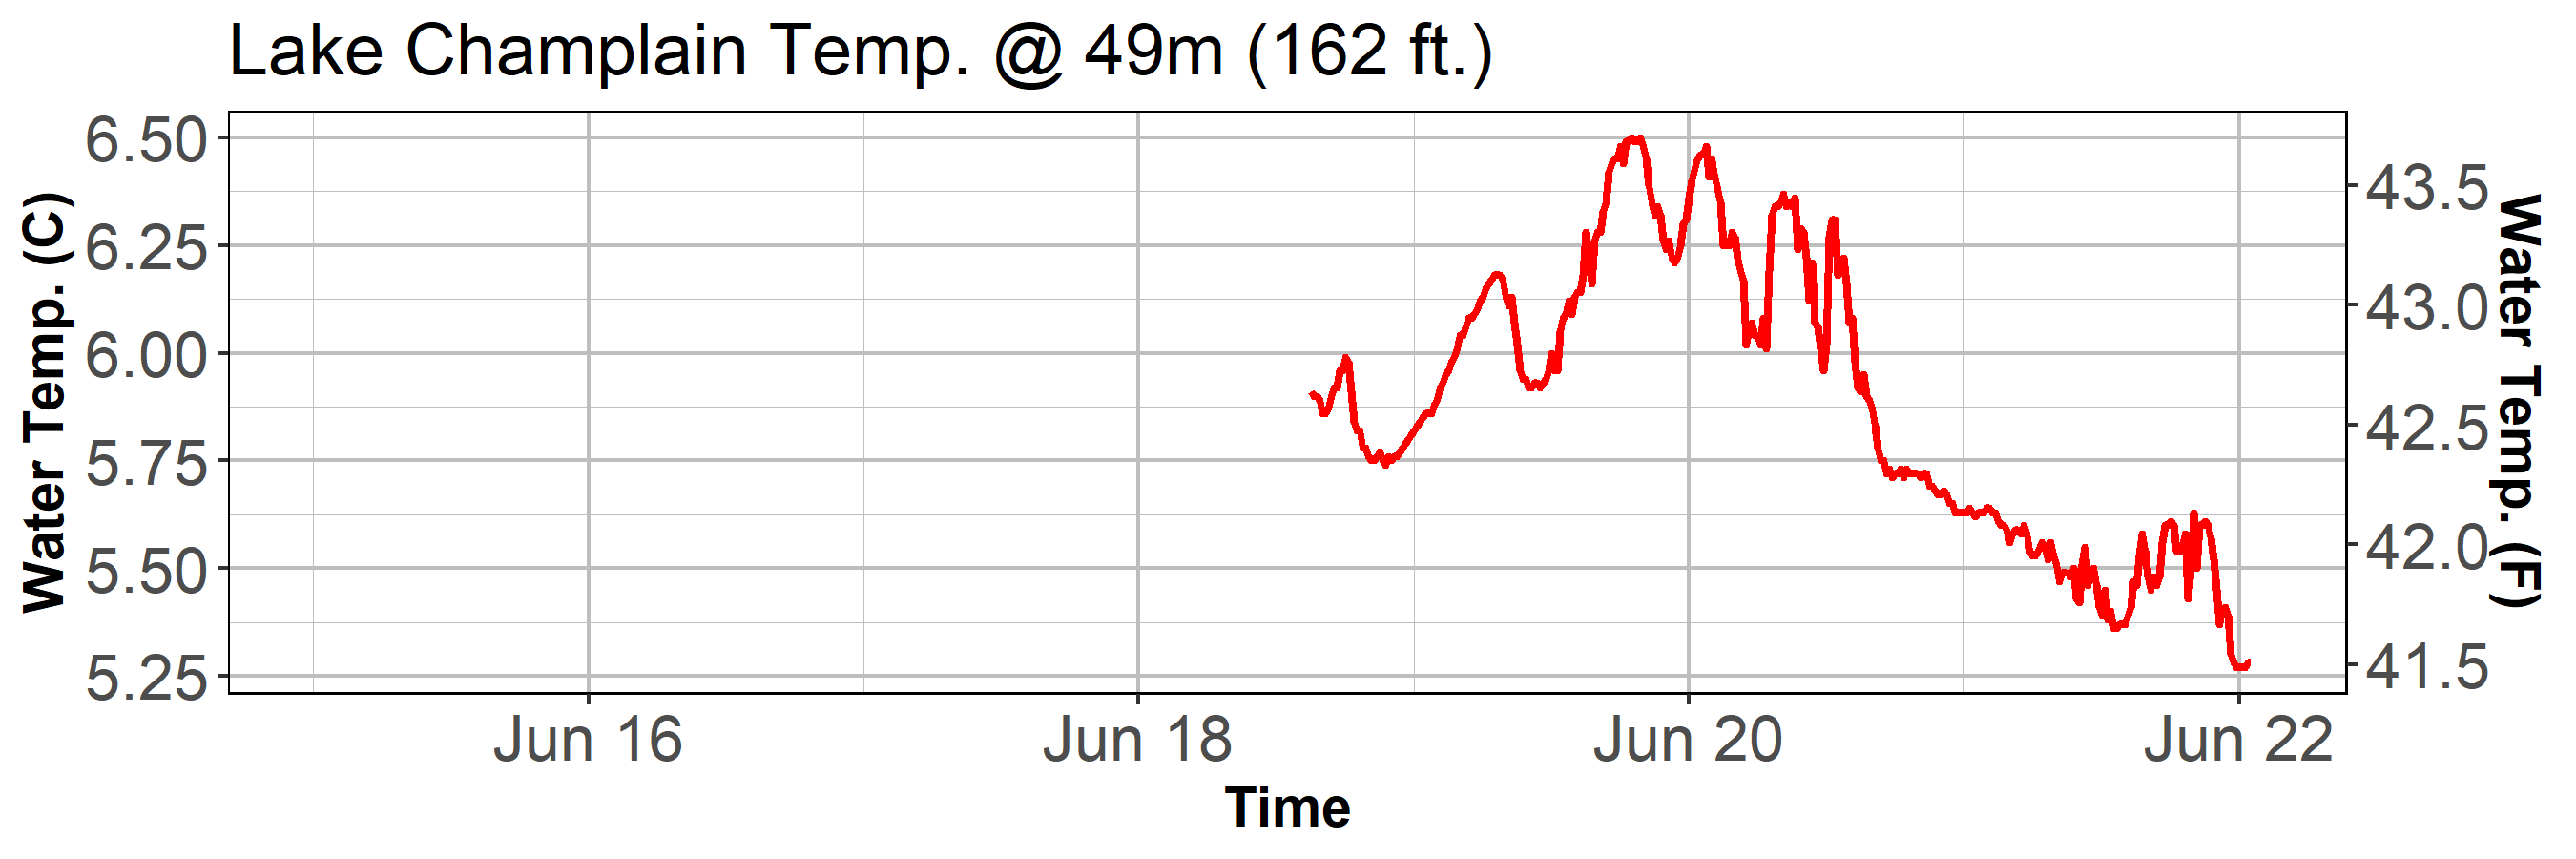 Lake Champlain Temp. @ 49m (162 ft.)
Water Temp. (C)
6.50
6.25
6.00
5.75
5.50
5.25
43.5
43.0
42.5
42.0
41.5
Water Temp. (F)
Jun 16 Jun 18 Jun 20 Jun 22
Time